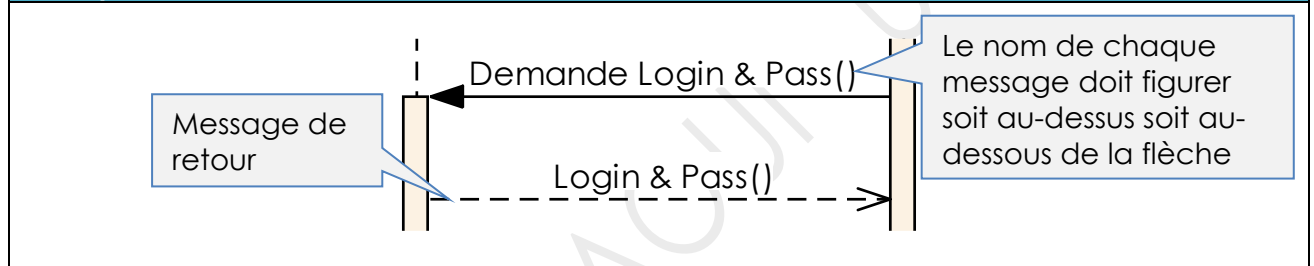 Demande Login & Pass()
Le nom de chaque
message doit figurer
soit au-dessus soit au-
dessous de la flèche
Message de
retour
Login & Pass()